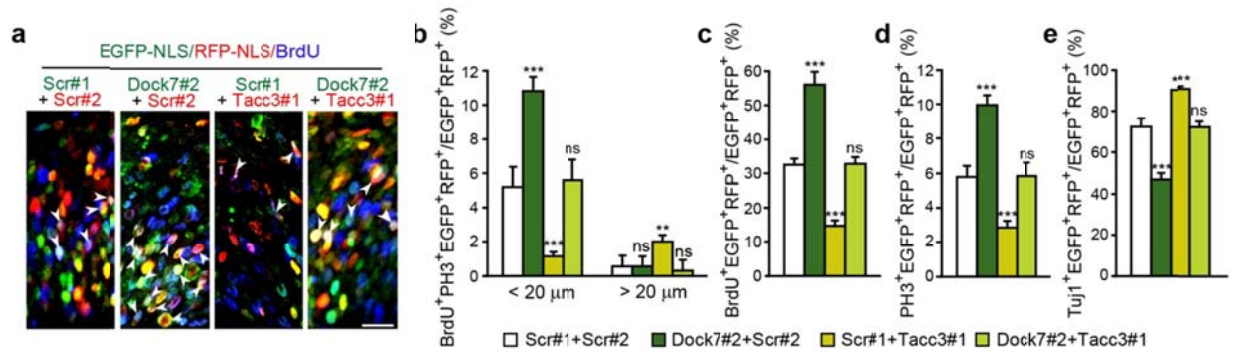 a
EGFP-NLS/RFP-NLS/BrdU
Scr#1 Dock7#2 Scr#1 Dock7#2
+ Scr#2 + Scr#2 + Tacc3#1 + Tacc3#1
b
BrdU+PH3+EGFP+RFP+/EGFP+RFP+ (%)
12
10
8
6
4
2
0
***
***
ns
ns
ns
**
ns
< 20 μm > 20 μm
c
BrdU+EGFP+RFP+/EGFP+RFP+ (%)
70
60
50
40
30
20
10
0
***
***
ns
d
PH3+EGFP+RFP+/EGFP+RFP+ (%)
12
10
8
6
4
2
0
***
***
ns
e
Tuj1+EGFP+RFP+/EGFP+RFP+ (%)
100
80
60
40
20
0
***
***
ns
Scr#1+Scr#2 Dock7#2+Scr#2 Scr#1+Tacc3#1 Dock7#2+Tacc3#1